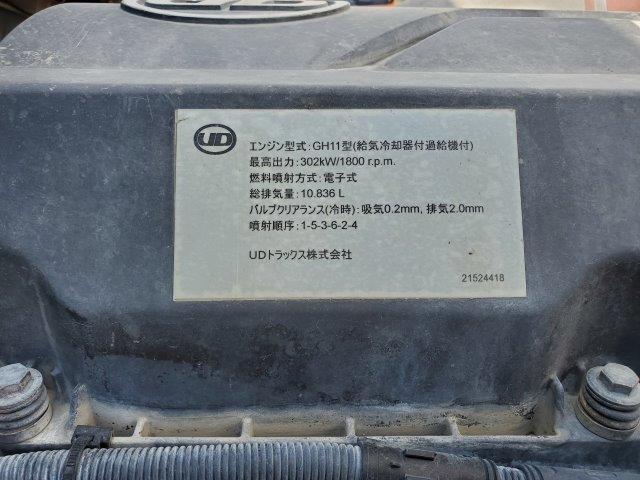 UD
UD
エンジン型式:GH11型(給気冷却器付過給機付)
最高出力:302kW/1800 r.p.m.
燃料噴射方式:電子式
総排気量:10.836 L
バルブクリアランス(冷時):吸気0.2mm, 排気2.0mm
噴射順序:1-5-3-6-2-4
UDトラックス株式会社
21524418